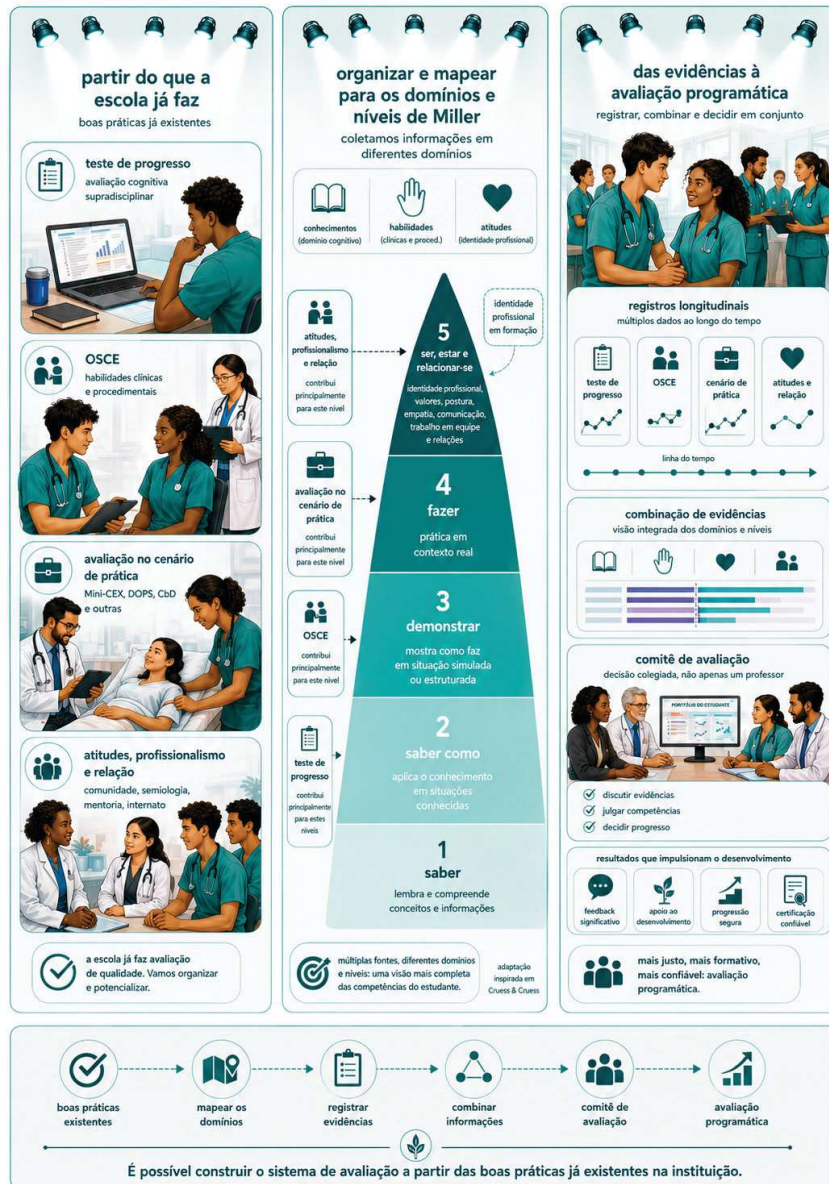 partir do que a
escola já faz
boas práticas já existentes
teste de progresso
avaliação cognitiva
supradisciplinar
OSCE
habilidades clínicas
e procedimentais
avaliação no cenário
de prática
Mini-CEX, DOPS, CbD
e outras
atitudes, profissionalismo
e relação
comunidade, semiologia,
mentoria, internato
a escola já faz avaliação
de qualidade. Vamos organizar
e potencializar.
organizar e mapear
para os domínios e
níveis de Miller
coletamos informações em
diferentes domínios
conhecimentos
(domínio cognitivo)
habilidades
(clínicas e proced.)
atitudes
(identidade profissional)
identidade
profissional
em formação
atitudes,
profissionalismo
e relação
contribui
principalmente
para este nível
5
ser, estar e
relacionar-se
identidade profissional,
valores, postura,
empatia, comunicação,
trabalho em equipe
e relações
avaliação no
cenário de
prática
contribui
principalmente
para este nível
4
fazer
prática em
contexto real
OSCE
contribui
principalmente
para este nível
3
demonstrar
mostra como faz
em situação simulada
ou estruturada
teste de
progresso
contribui
principalmente
para estes
níveis
2
saber como
aplica o conhecimento
em situações
conhecidas
1
saber
lembra e compreende
conceitos e informações
múltiplas fontes, diferentes domínios
e níveis: uma visão mais completa
das competências do estudante.
adaptação
inspirada em
Cruess & Cruess
das evidências à
avaliação programática
registrar, combinar e decidir em conjunto
registros longitudinais
múltiplos dados ao longo do tempo
teste de
progresso
OSCE
cenário de
prática
atitudes e
relação
linha do tempo
combinação de evidências
visão integrada dos domínios e níveis
comitê de avaliação
decisão colegiada, não apenas um professor
PORTFÓLIO DO ESTUDANTE
discutir evidências
julgar competências
decidir progresso
resultados que impulsionam o desenvolvimento
feedback
significativo
apoio ao
desenvolvimento
progressão
segura
certificação
confiável
mais justo, mais formativo,
mais confiável: avaliação
programática.
boas práticas
existentes
mapear os
domínios
registrar
evidências
combinar
informações
comitê de
avaliação
avaliação
programática
É possível construir o sistema de avaliação a partir das boas práticas já existentes na instituição.